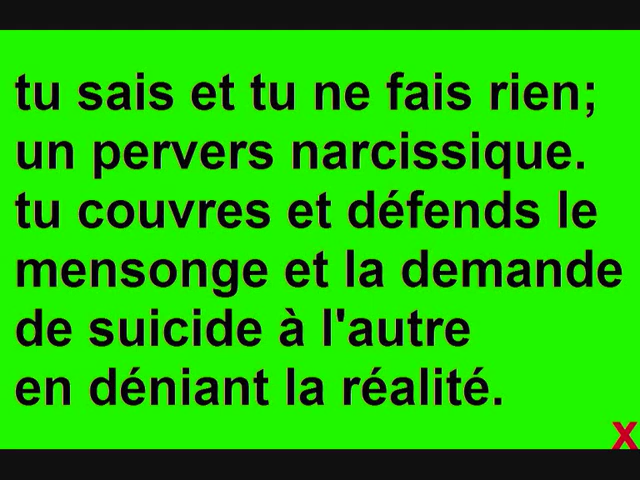 tu sais et tu ne fais rien;
un pervers narcissique.
tu couvres et défends le
mensonge et la demande
de suicide à l'autre
en déniant la réalité.
X